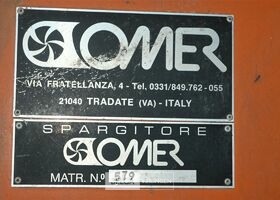 OMER
VIA FRATELLANZA, 4 - Tel. 0331/849.762 - 055
21040 TRADATE (VA) - ITALY
SPARGITORE
OMER
MATR. N.º 579